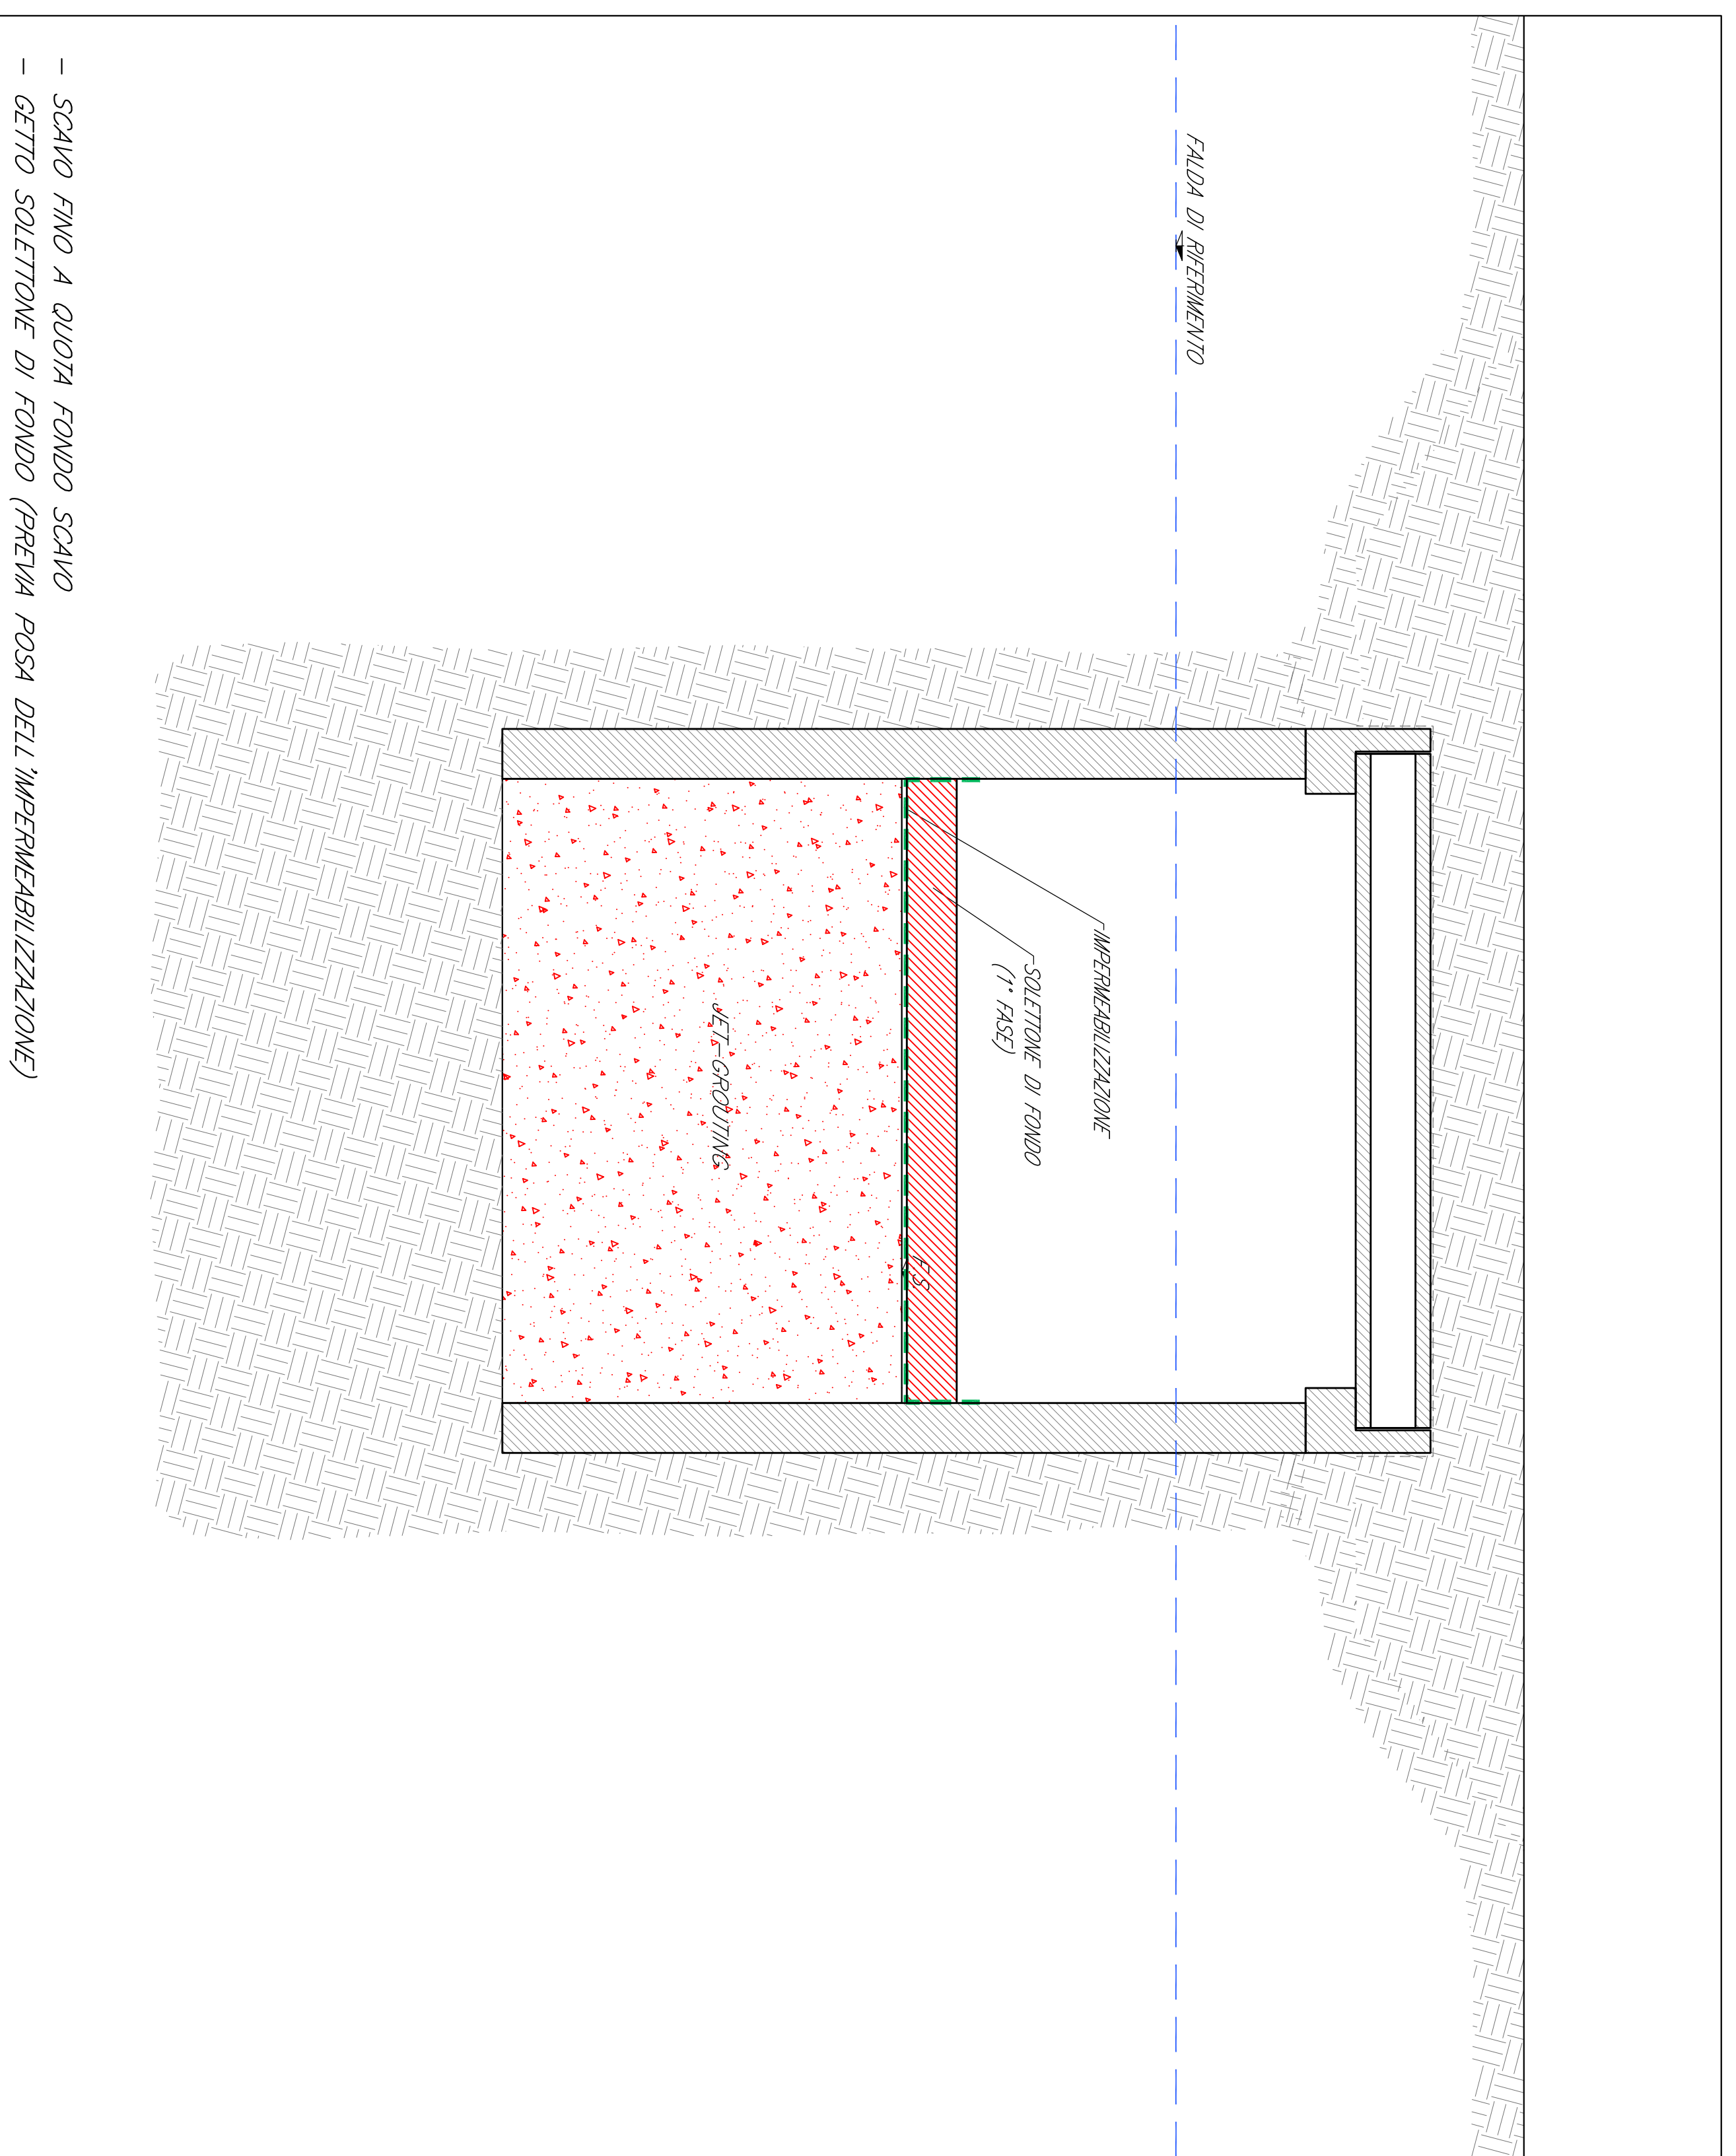 FALDA DI RIFERIMENTO
IMPERMEABILIZZAZIONE
SOLETTONE DI FONDO
(1° FASE)
F.S.
JET-GROUTING
- SCAVO FINO A QUOTA FONDO SCAVO
- GETTO SOLETTONE DI FONDO (PREVIA POSA DELL'IMPERMEABILIZZAZIONE)